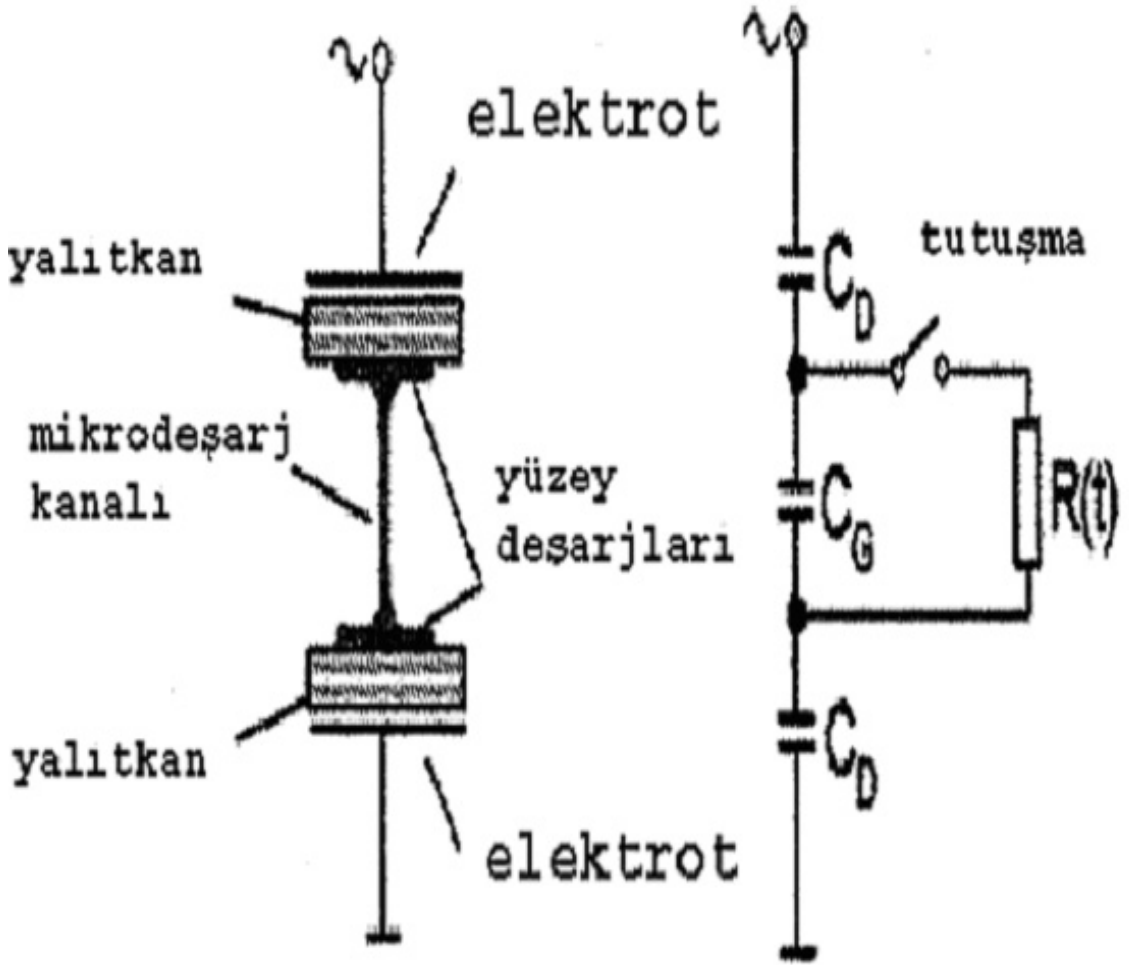 elektrot
yalıtkan
mikrodeşarj
kanalı
yüzey
deşarjları
yalıtkan
elektrot
C_D
tutuşma
C_G
R(t)
C_D